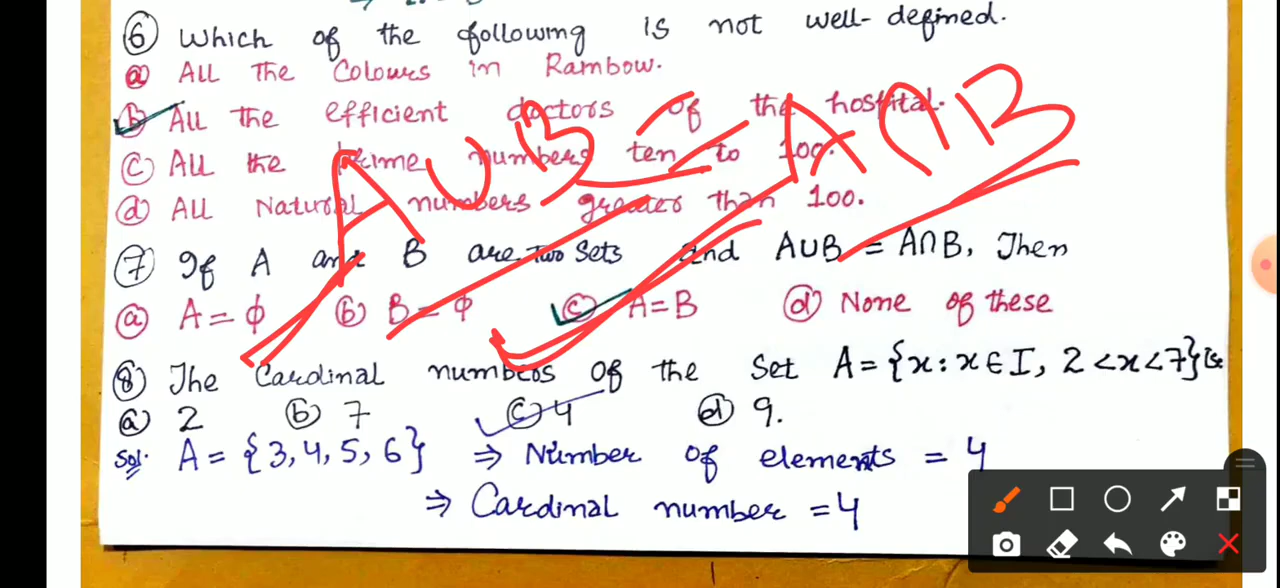 ⑥ Which of the following is not well-defined.
ⓐ All The Colours in Rambow.
ⓑ All the efficient doctors of the hospital.
ⓒ All the prime numbers ten to 100.
ⓓ All Natural numbers greater than 100.
A∪B = A∩B
⑦ If A and B are Two Sets and A∪B = A∩B, Then
ⓐ A = ϕ ⓑ B = ϕ ⓒ A = B ⓓ None of these
⑧ The Cardinal numbers of the Set A = {x : x ∈ I, 2 < x < 7} is
ⓐ 2 ⓑ 7 ⓒ 4 ⓓ 9.
Sol. A = {3, 4, 5, 6} ⇒ Number of elements = 4
⇒ Cardinal number = 4